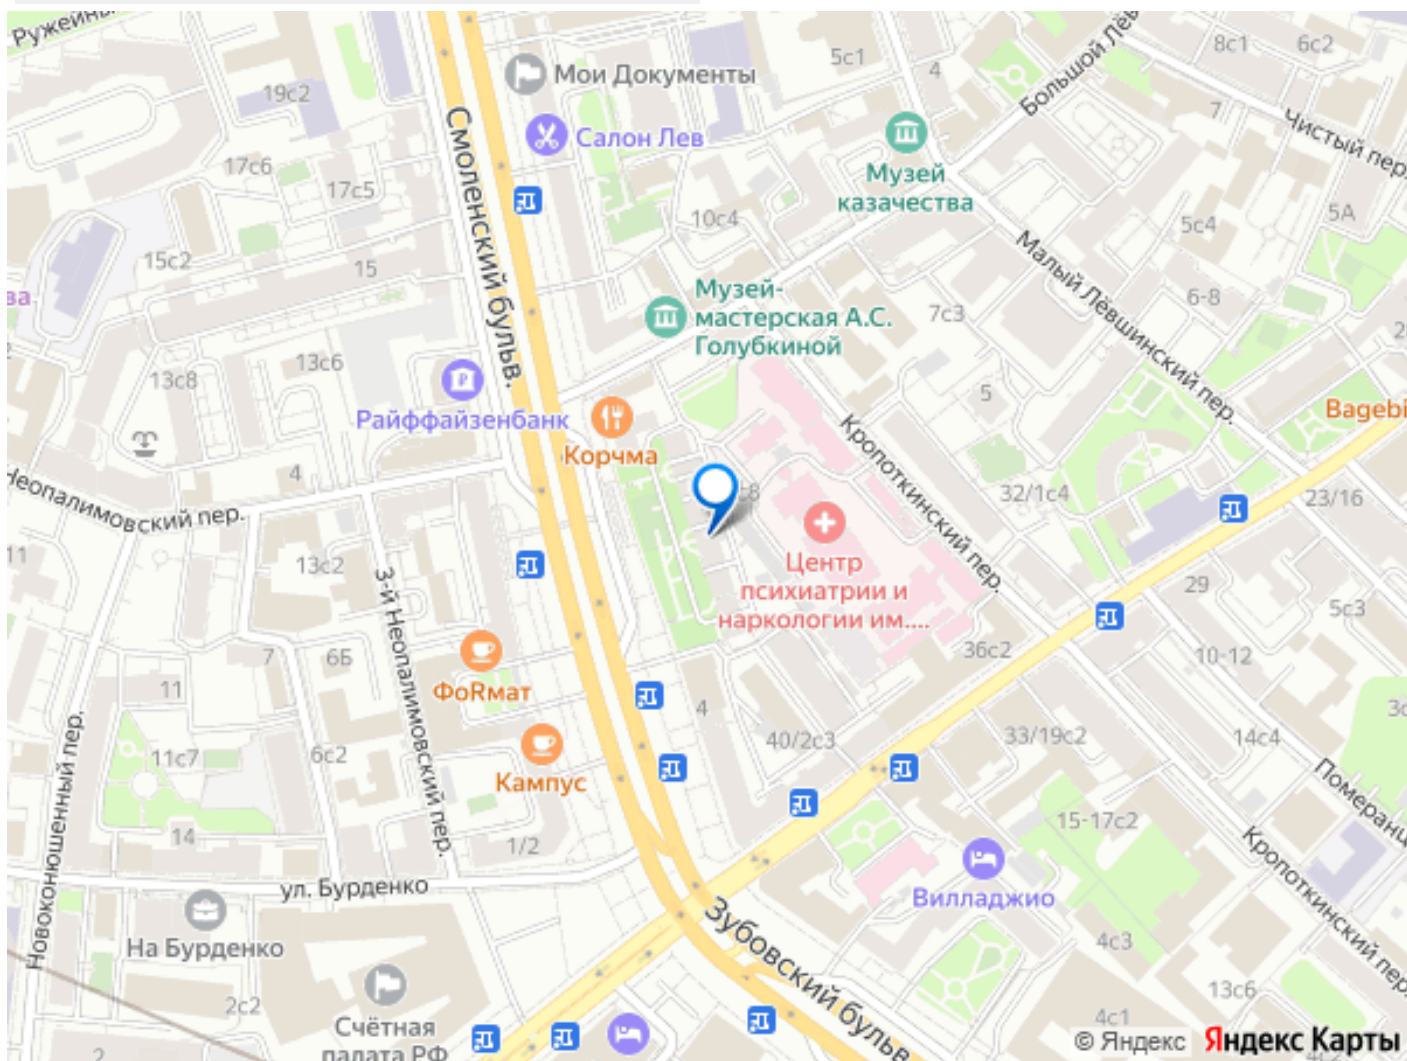 Ружейный
Мои Документы
Салон Лев
19с2
17с6
17с5
Смоленский бульв.
5с1
4
8с1
6с2
Большой Лёв
7
Чистый пер.
Музей
казачества
10с4
5А
5с4
Малый Лёвшинский пер.
6-8
15с2
15
ва
Музей-
мастерская А.С.
Голубкиной
7с3
13с6
13с8
Райффайзенбанк
5
Bagebi
Корчма
Кропоткинский пер.
4
Неопалимовский пер.
с8
32/1с4
23/16
11
13с2
Центр
психиатрии и
наркологии им....
29
5с3
3-й Неопалимовский пер.
7
6Б
36с2
10-12
11
ФоRмат
4
40/2с3
33/19с2
14с4
11с7
6с2
Кампус
Новоконюшенный пер.
15-17с2
14
1/2
Кропоткинский пер.
ул. Бурденко
Вилладжио
На Бурденко
Зубовский бульв.
4с3
2с2
13с6
Счётная
палата РФ
4с1
2
© Яндекс Яндекс Карты